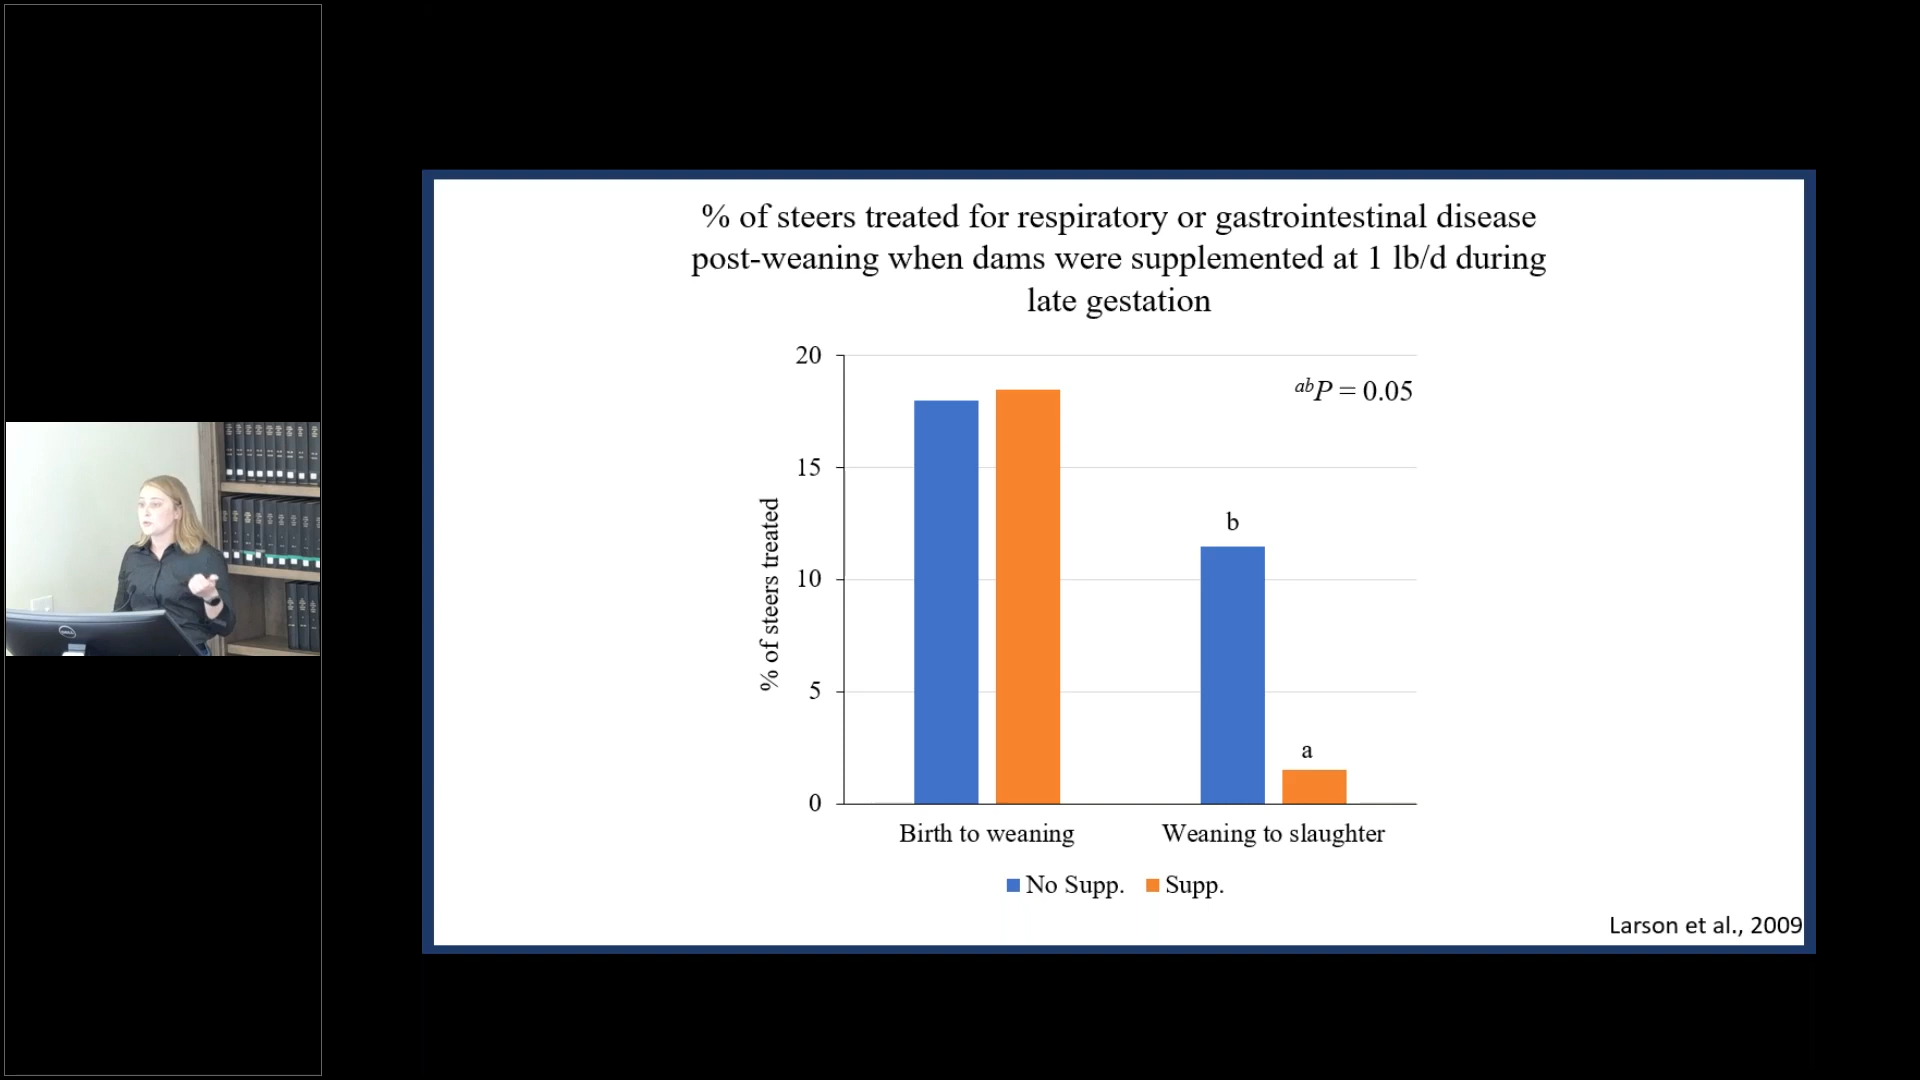 % of steers treated for respiratory or gastrointestinal disease
post-weaning when dams were supplemented at 1 lb/d during
late gestation
20
abP = 0.05
15
b
10
5
a
0
% of steers treated
Birth to weaning
Weaning to slaughter
No Supp.
Supp.
Larson et al., 2009
DELL